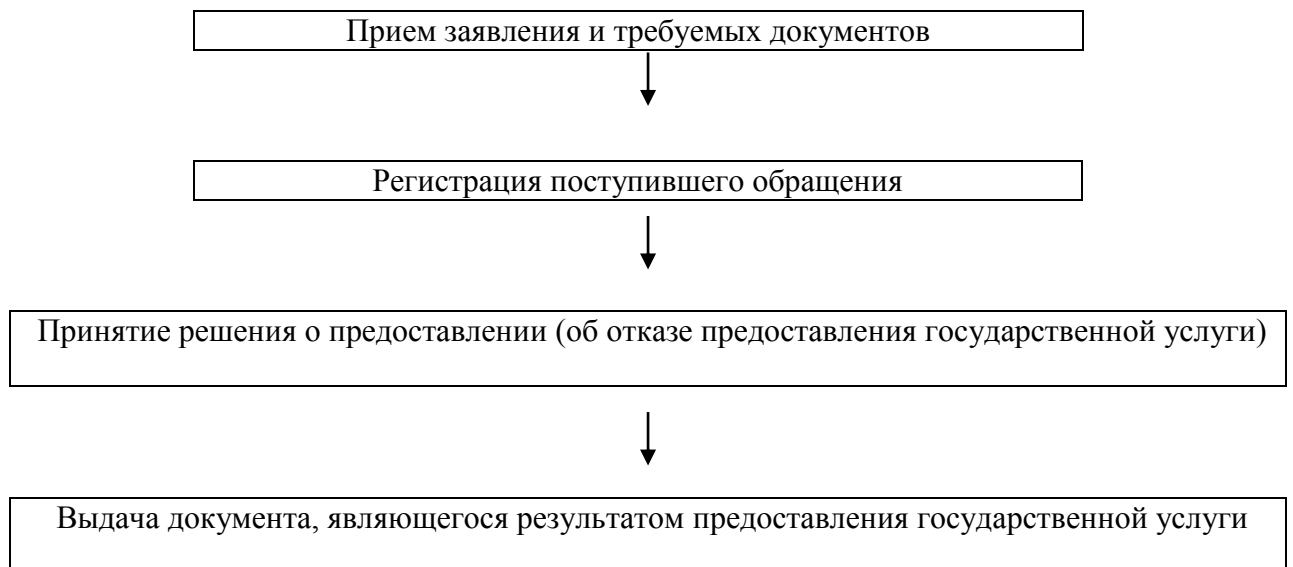 Прием заявления и требуемых документов
Регистрация поступившего обращения
Принятие решения о предоставлении (об отказе предоставления государственной услуги)
Выдача документа, являющегося результатом предоставления государственной услуги